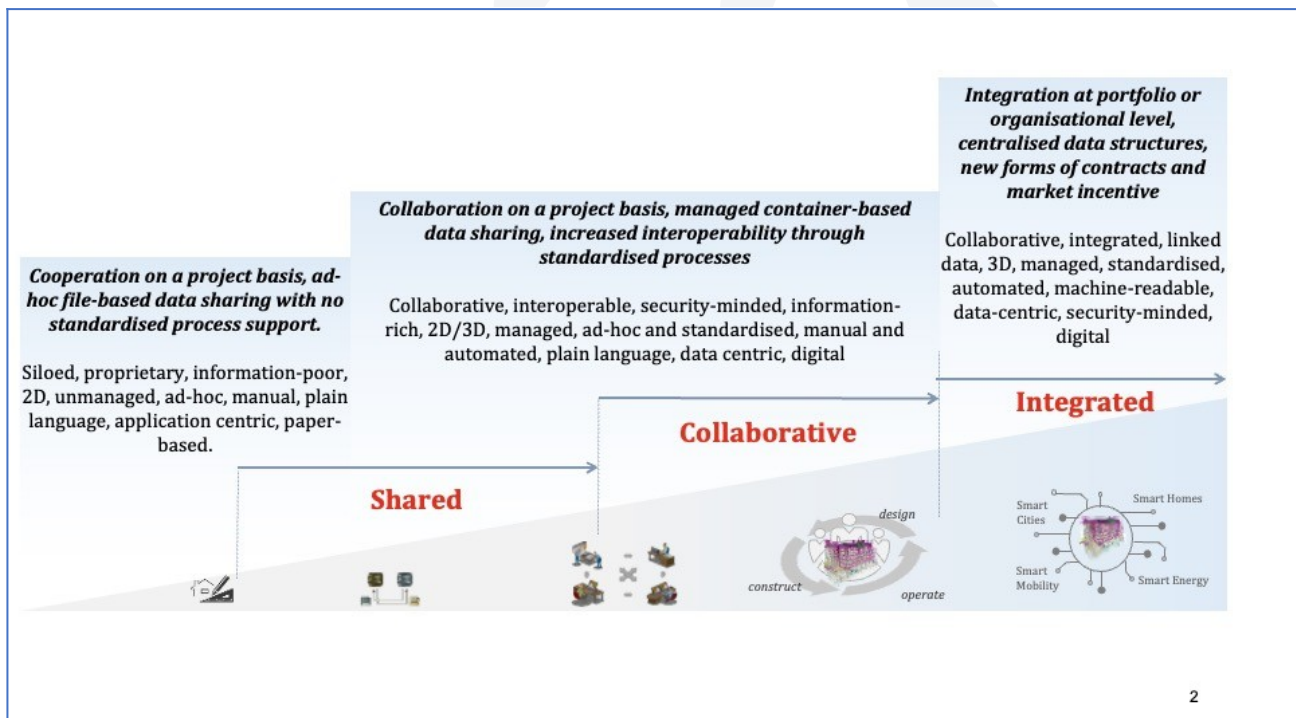 Cooperation on a project basis, ad-
hoc file-based data sharing with no
standardised process support.
Siloed, proprietary, information-poor,
2D, unmanaged, ad-hoc, manual, plain
language, application centric, paper-
based.
Shared
Collaboration on a project basis, managed container-based
data sharing, increased interoperability through
standardised processes
Collaborative, interoperable, security-minded, information-
rich, 2D/3D, managed, ad-hoc and standardised, manual and
automated, plain language, data centric, digital
Collaborative
design
construct
operate
Integration at portfolio or
organisational level,
centralised data structures,
new forms of contracts and
market incentive
Collaborative, integrated, linked
data, 3D, managed, standardised,
automated, machine-readable,
data-centric, security-minded,
digital
Integrated
Smart
Cities
Smart Homes
Smart
Mobility
Smart Energy
2